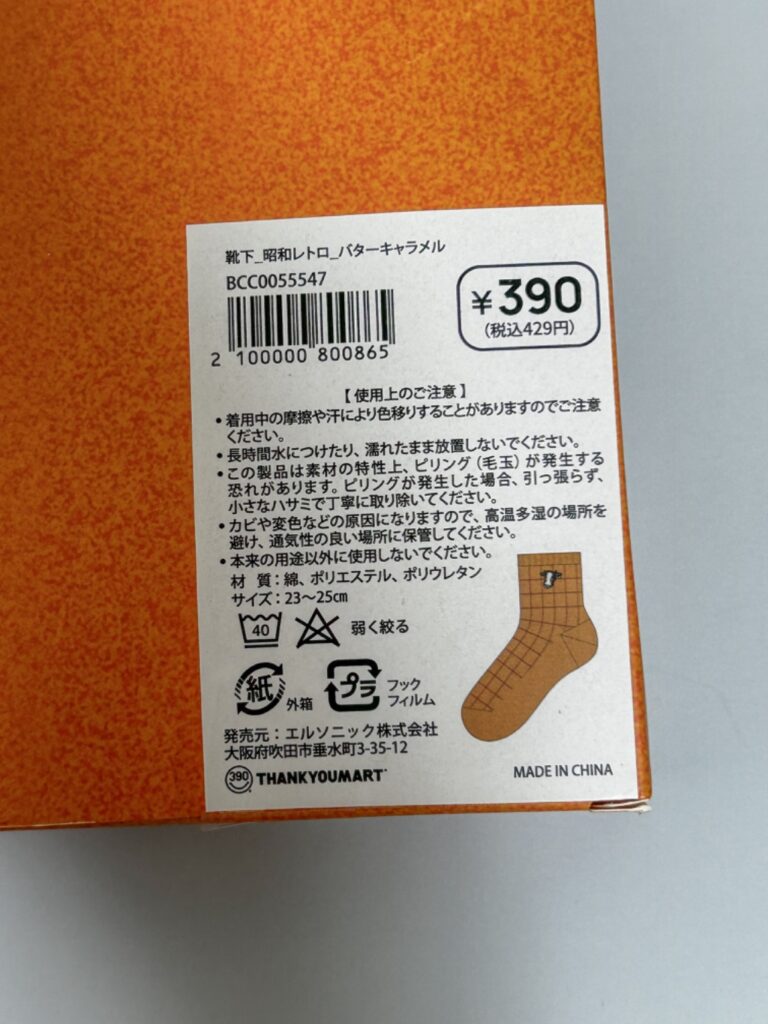 靴下_昭和レトロ_バターキャラメル
BCC0055547
2 100000 800865
¥390
(税込429円)
【使用上のご注意】
•着用中の摩擦や汗により色移りすることがありますのでご注意
ください。
•長時間水につけたり、濡れたまま放置しないでください。
•この製品は素材の特性上、ピリング(毛玉)が発生する
恐れがあります。ピリングが発生した場合、引っ張らず、
小さなハサミで丁寧に取り除いてください。
•カビや変色などの原因になりますので、高温多湿の場所を
避け、通気性の良い場所に保管してください。
•本来の用途以外に使用しないでください。
材 質:綿、ポリエステル、ポリウレタン
サイズ:23〜25㎝
40
弱く絞る
紙 外箱
プラ フック
フィルム
発売元:エルソニック株式会社
大阪府吹田市垂水町3-35-12
390 THANKYOUMART
MADE IN CHINA